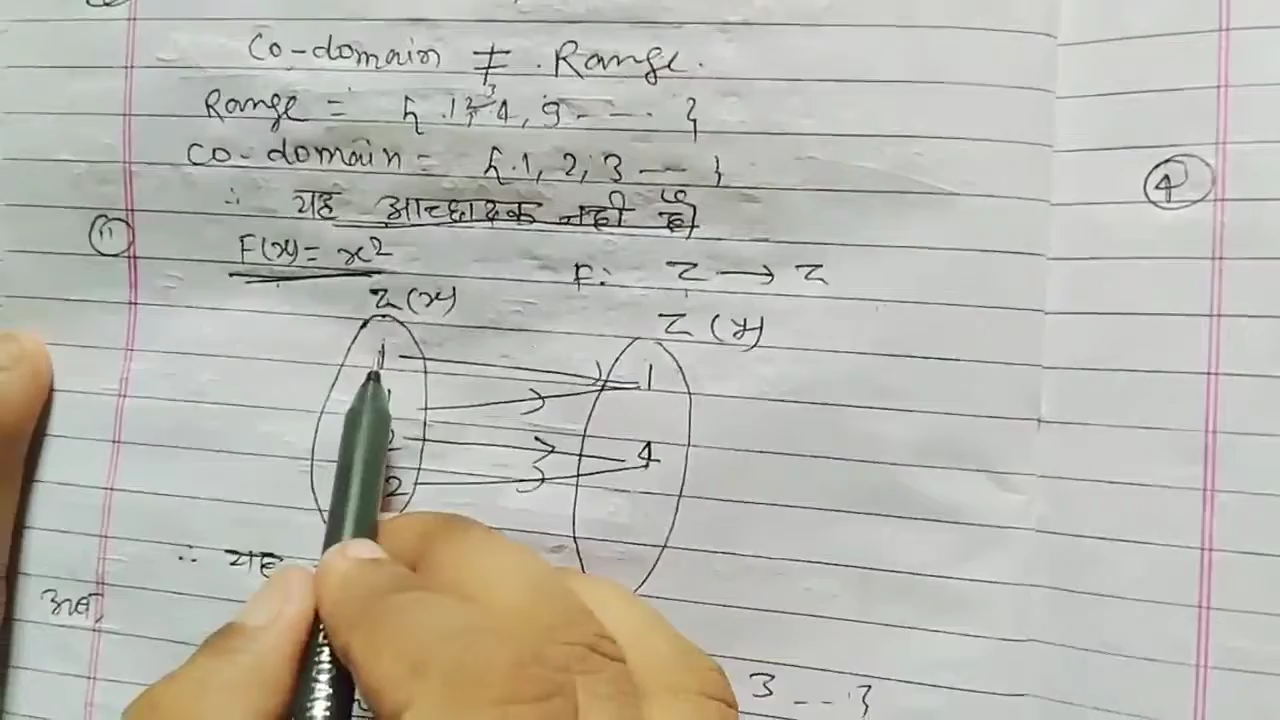 Co-domain ≠ Range.
Range = { 1, 4, 9 - - - }
Co-domain = { 1, 2, 3 — }
∴ यह आच्छादक नही है
(ii) F(x) = x²
F: Z → Z
Z (x)
Z (y)
1 1
2 4
2
∴ यह
अतः
3 - - - }
④